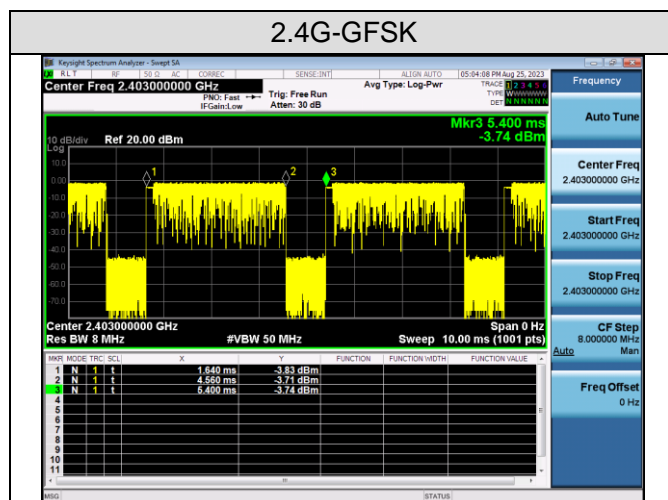 2.4G-GFSK
Keysight Spectrum Analyzer - Swept SA
RLT RF 50 Ω AC CORREC SENSE:INT ALIGN AUTO 05:04:08 PM Aug 25, 2023
Center Freq 2.403000000 GHz
PNO: Fast
IFGain:Low
Trig: Free Run
Atten: 30 dB
Avg Type: Log-Pwr
TRACE 1 2 3 4 5 6
TYPE WWWWWW
DET N N N N N N
Mkr3 5.400 ms
-3.74 dBm
10 dB/div Ref 20.00 dBm
Log
10.0
0.00
-10.0
-20.0
-30.0
-40.0
-50.0
-60.0
-70.0
1
2
3
Center 2.403000000 GHz Span 0 Hz
Res BW 8 MHz #VBW 50 MHz Sweep 10.00 ms (1001 pts)
MKR MODE TRC SCL X Y FUNCTION FUNCTION WIDTH FUNCTION VALUE
1 N 1 t 1.640 ms -3.83 dBm
2 N 1 t 4.560 ms -3.71 dBm
3 N 1 t 5.400 ms -3.74 dBm
4
5
6
7
8
9
10
11
MSG STATUS
Frequency
Auto Tune
Center Freq
2.403000000 GHz
Start Freq
2.403000000 GHz
Stop Freq
2.403000000 GHz
CF Step
8.000000 MHz
Auto Man
Freq Offset
0 Hz